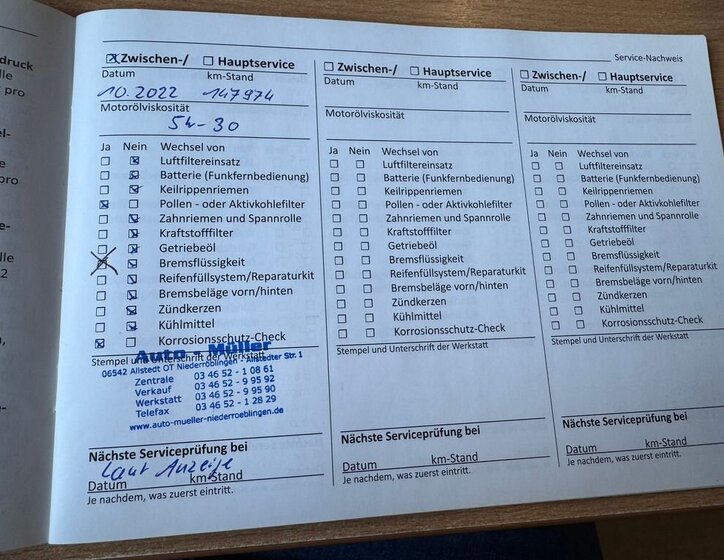 druck
lle
t pro
el-
n
pro
e-
lle
2
-
-
Service-Nachweis
☒ Zwischen-/ ☐ Hauptservice
Datum km-Stand
10.2022 147974
Motorölviskosität
5W-30
Ja Nein Wechsel von
☐ ☒ Luftfiltereinsatz
☐ ☒ Batterie (Funkfernbedienung)
☐ ☒ Keilrippenriemen
☒ ☐ Pollen - oder Aktivkohlefilter
☐ ☒ Zahnriemen und Spannrolle
☐ ☒ Kraftstofffilter
☐ ☒ Getriebeöl
☒ ☒ Bremsflüssigkeit
☐ ☒ Reifenfüllsystem/Reparaturkit
☐ ☒ Bremsbeläge vorn/hinten
☐ ☒ Zündkerzen
☐ ☒ Kühlmittel
☒ ☐ Korrosionsschutz-Check
Stempel und Unterschrift der Werkstatt
Auto - Müller
06542 Allstedt OT Niederröblingen - Allstedter Str. 1
Zentrale 03 46 52 - 1 08 61
Verkauf 03 46 52 - 9 95 92
Werkstatt 03 46 52 - 9 95 90
Telefax 03 46 52 - 1 28 29
www.auto-mueller-niederroeblingen.de
Nächste Serviceprüfung bei
laut Anzeige
Datum km-Stand
Je nachdem, was zuerst eintritt.
☐ Zwischen-/ ☐ Hauptservice
Datum km-Stand
Motorölviskosität
Ja Nein Wechsel von
☐ ☐ Luftfiltereinsatz
☐ ☐ Batterie (Funkfernbedienung)
☐ ☐ Keilrippenriemen
☐ ☐ Pollen - oder Aktivkohlefilter
☐ ☐ Zahnriemen und Spannrolle
☐ ☐ Kraftstofffilter
☐ ☐ Getriebeöl
☐ ☐ Bremsflüssigkeit
☐ ☐ Reifenfüllsystem/Reparaturkit
☐ ☐ Bremsbeläge vorn/hinten
☐ ☐ Zündkerzen
☐ ☐ Kühlmittel
☐ ☐ Korrosionsschutz-Check
Stempel und Unterschrift der Werkstatt
Nächste Serviceprüfung bei
Datum km-Stand
Je nachdem, was zuerst eintritt.
☐ Zwischen-/ ☐ Hauptservice
Datum km-Stand
Motorölviskosität
Ja Nein Wechsel von
☐ ☐ Luftfiltereinsatz
☐ ☐ Batterie (Funkfernbedienung)
☐ ☐ Keilrippenriemen
☐ ☐ Pollen - oder Aktivkohlefilter
☐ ☐ Zahnriemen und Spannrolle
☐ ☐ Kraftstofffilter
☐ ☐ Getriebeöl
☐ ☐ Bremsflüssigkeit
☐ ☐ Reifenfüllsystem/Reparaturkit
☐ ☐ Bremsbeläge vorn/hinten
☐ ☐ Zündkerzen
☐ ☐ Kühlmittel
☐ ☐ Korrosionsschutz-Check
Stempel und Unterschrift der Werkstatt
Nächste Serviceprüfung bei
Datum km-Stand
Je nachdem, was zuerst eintritt.